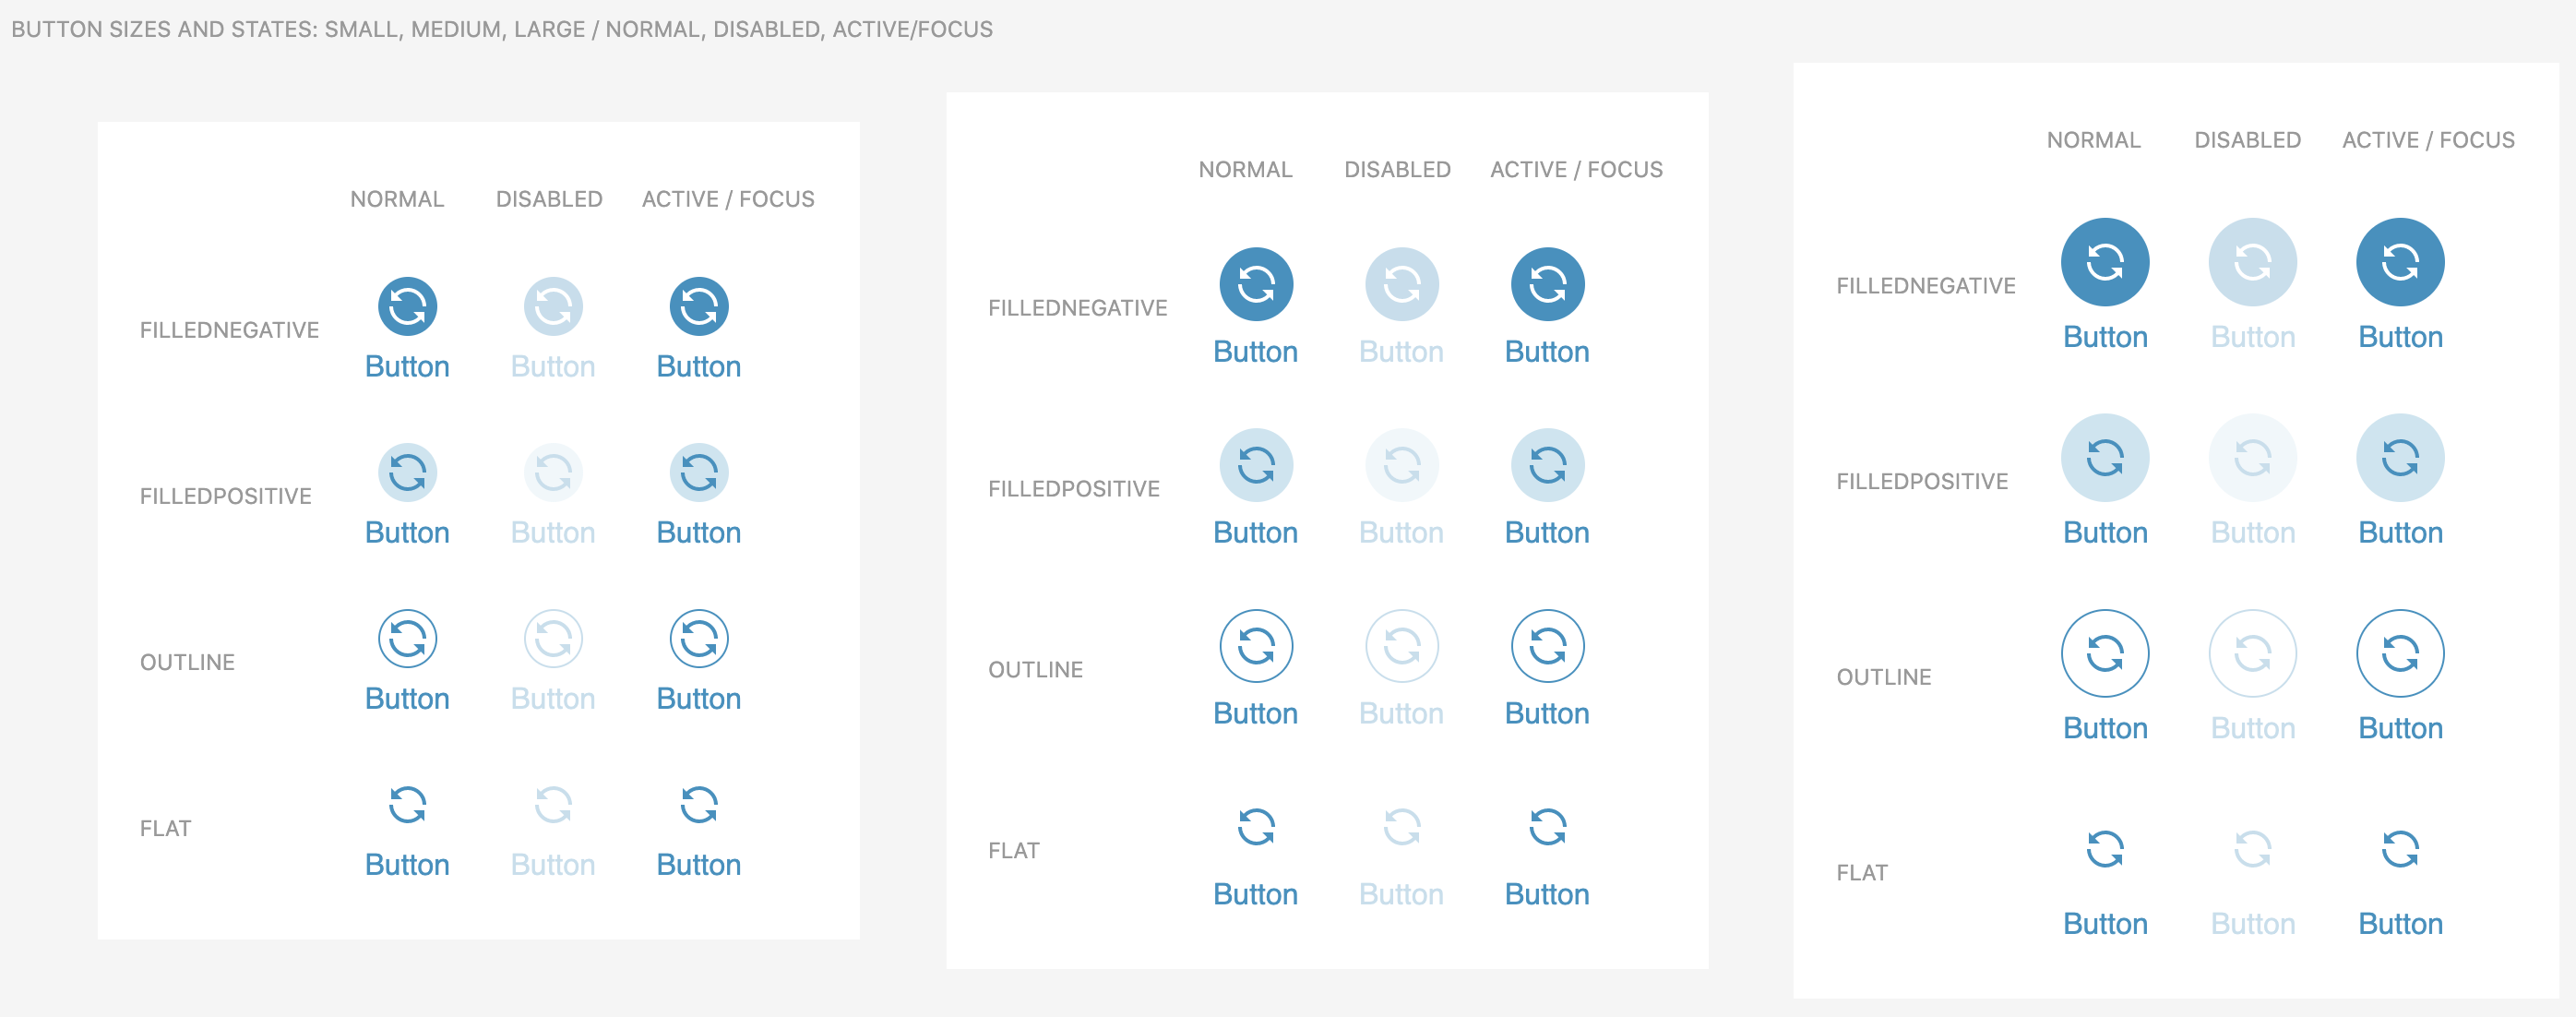 BUTTON SIZES AND STATES: SMALL, MEDIUM, LARGE / NORMAL, DISABLED, ACTIVE/FOCUS
NORMAL DISABLED ACTIVE / FOCUS
FILLEDNEGATIVE
Button Button Button
FILLEDPOSITIVE
Button Button Button
OUTLINE
Button Button Button
FLAT
Button Button Button
NORMAL DISABLED ACTIVE / FOCUS
FILLEDNEGATIVE
Button Button Button
FILLEDPOSITIVE
Button Button Button
OUTLINE
Button Button Button
FLAT
Button Button Button
NORMAL DISABLED ACTIVE / FOCUS
FILLEDNEGATIVE
Button Button Button
FILLEDPOSITIVE
Button Button Button
OUTLINE
Button Button Button
FLAT
Button Button Button